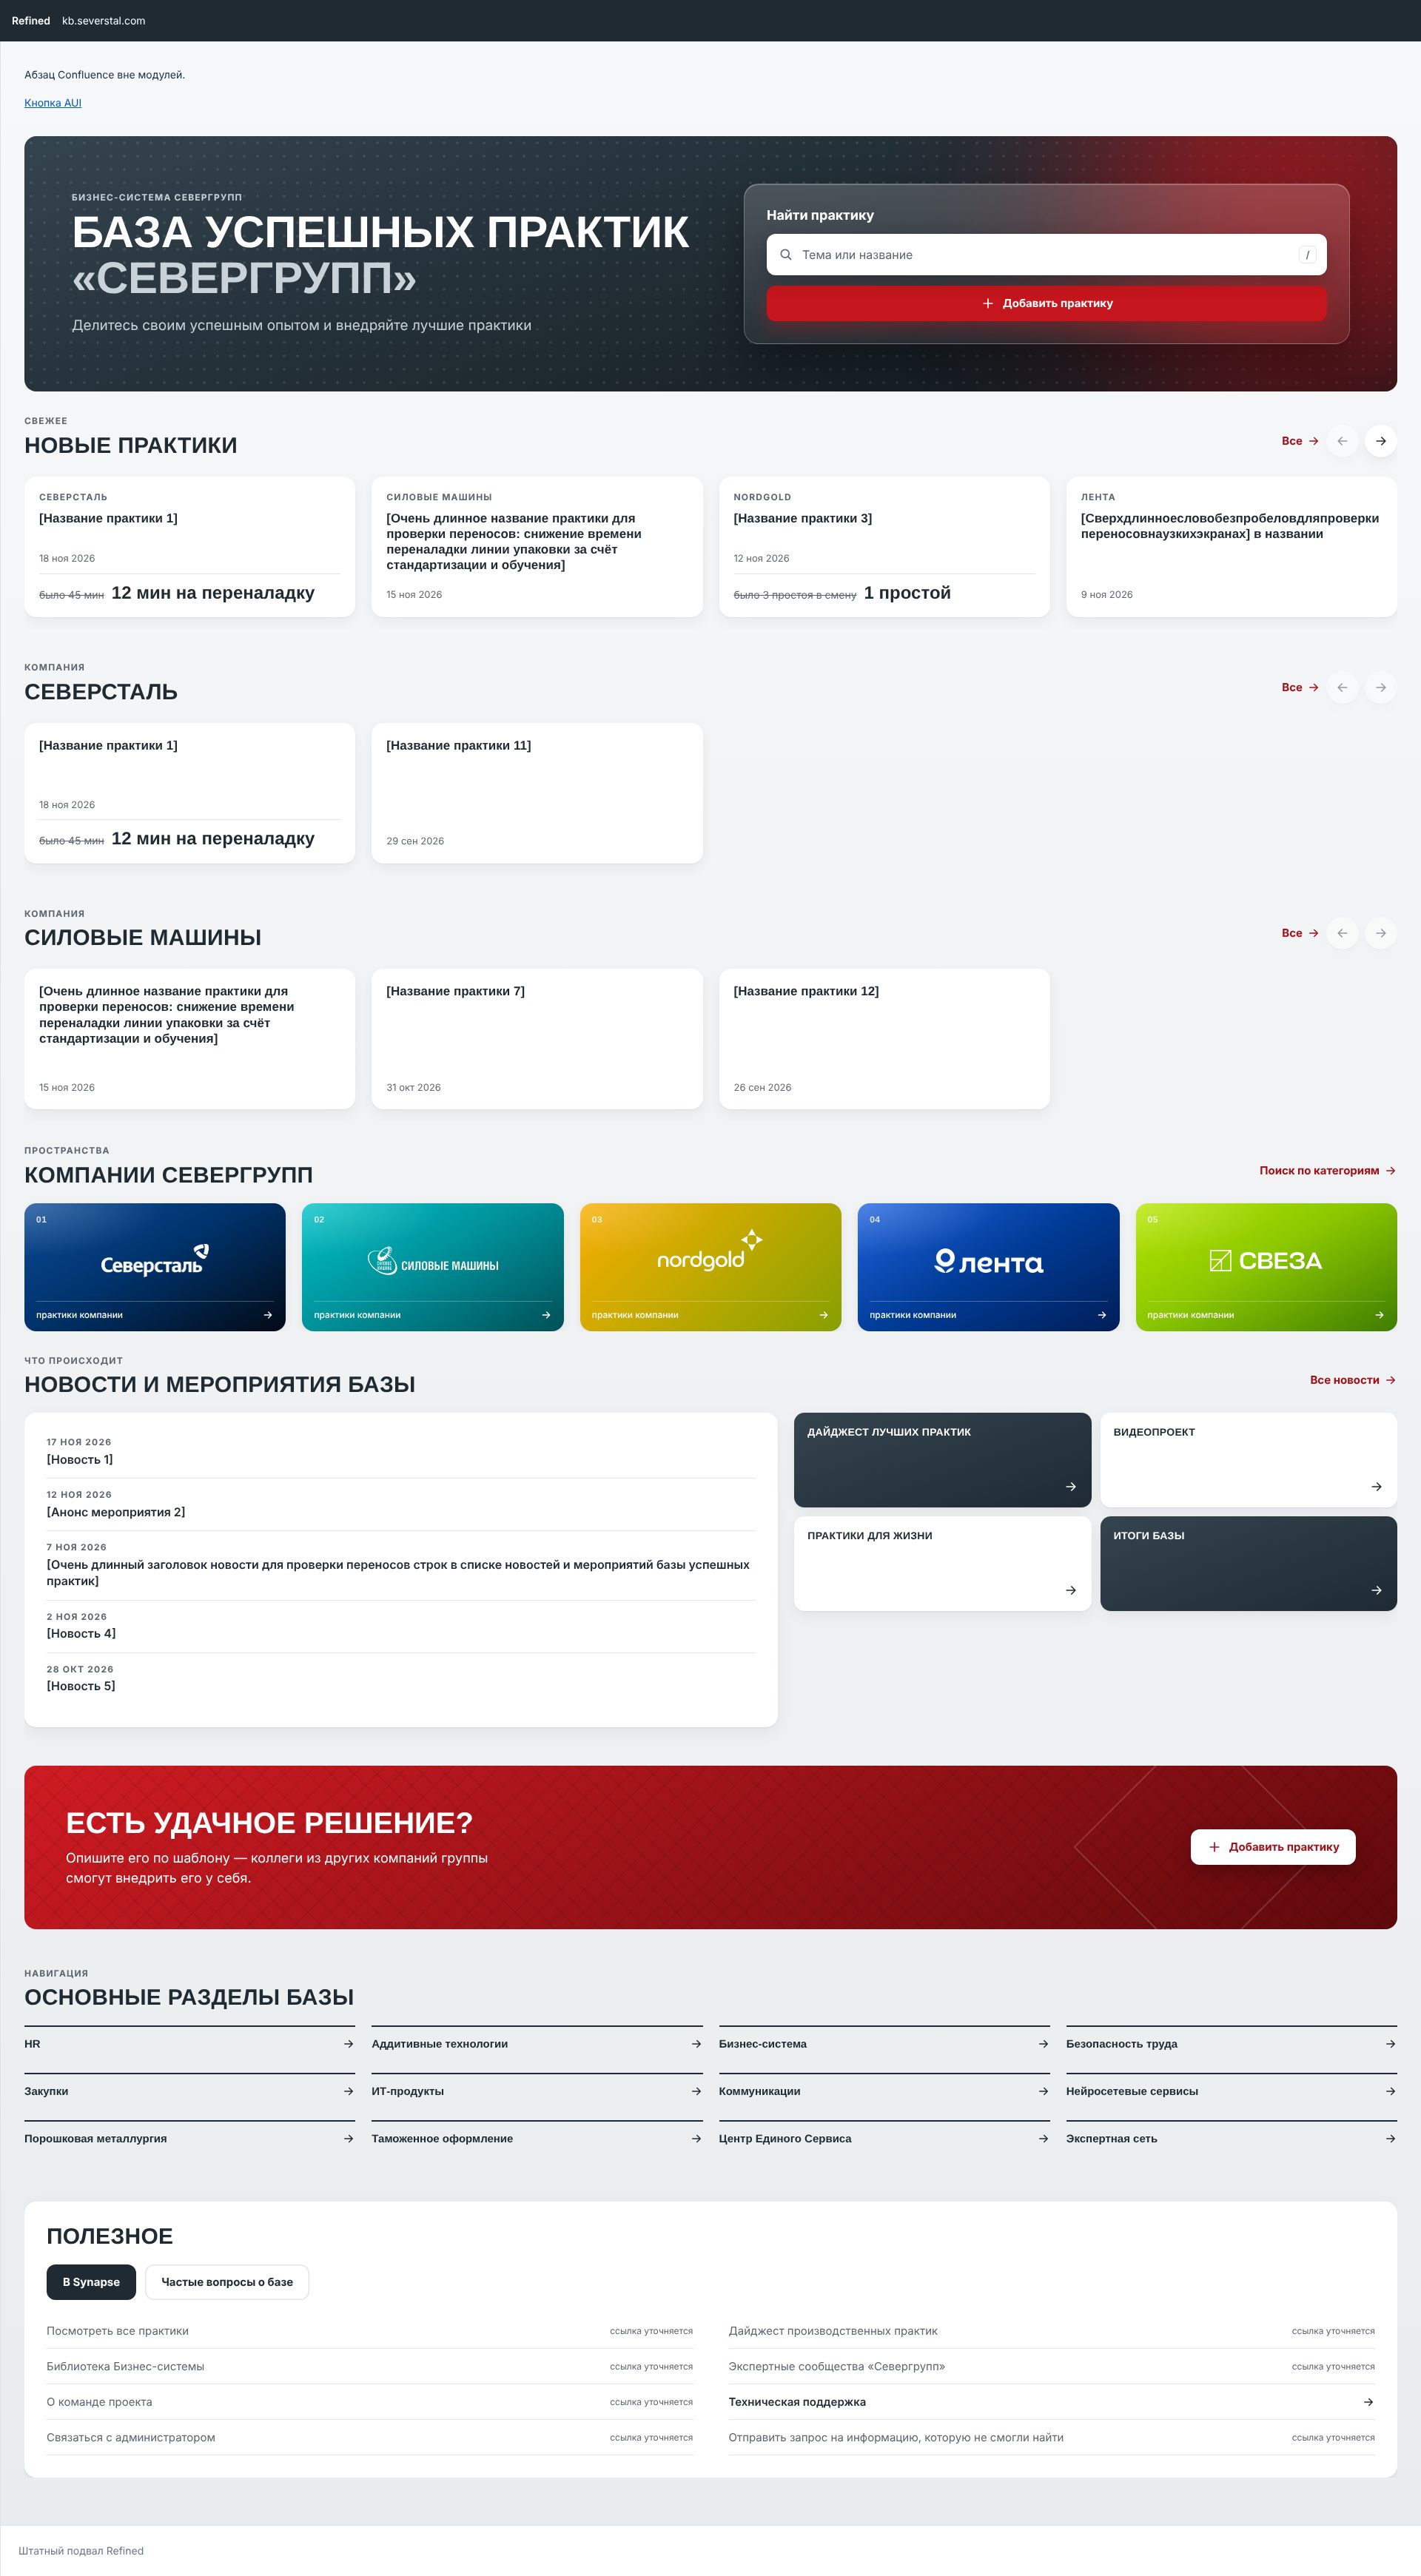 Refined kb.severstal.com
Абзац Confluence вне модулей.
Кнопка AUI
БИЗНЕС-СИСТЕМА СЕВЕРГРУПП
БАЗА УСПЕШНЫХ ПРАКТИК
«СЕВЕРГРУПП»
Делитесь своим успешным опытом и внедряйте лучшие практики
Найти практику
Тема или название /
Добавить практику
СВЕЖЕЕ
НОВЫЕ ПРАКТИКИ
Все → ← →
СЕВЕРСТАЛЬ
[Название практики 1]
18 ноя 2026
было 45 мин 12 мин на переналадку
СИЛОВЫЕ МАШИНЫ
[Очень длинное название практики для
проверки переносов: снижение времени
переналадки линии упаковки за счёт
стандартизации и обучения]
15 ноя 2026
NORDGOLD
[Название практики 3]
12 ноя 2026
было 3 простоя в смену 1 простой
ЛЕНТА
[Сверхдлинноесловобезпробеловдляпроверки
переносовнаузкихэкранах] в названии
9 ноя 2026
КОМПАНИЯ
СЕВЕРСТАЛЬ
Все → ← →
[Название практики 1]
18 ноя 2026
было 45 мин 12 мин на переналадку
[Название практики 11]
29 сен 2026
КОМПАНИЯ
СИЛОВЫЕ МАШИНЫ
Все → ← →
[Очень длинное название практики для
проверки переносов: снижение времени
переналадки линии упаковки за счёт
стандартизации и обучения]
15 ноя 2026
[Название практики 7]
31 окт 2026
[Название практики 12]
26 сен 2026
ПРОСТРАНСТВА
КОМПАНИИ СЕВЕРГРУПП
Поиск по категориям →
01
Северсталь
практики компании →
02
СИЛОВЫЕ МАШИНЫ
практики компании →
03
nordgold
практики компании →
04
лента
практики компании →
05
СВЕЗА
практики компании →
ЧТО ПРОИСХОДИТ
НОВОСТИ И МЕРОПРИЯТИЯ БАЗЫ
Все новости →
17 НОЯ 2026
[Новость 1]
12 НОЯ 2026
[Анонс мероприятия 2]
7 НОЯ 2026
[Очень длинный заголовок новости для проверки переносов строк в списке новостей и мероприятий базы успешных
практик]
2 НОЯ 2026
[Новость 4]
28 ОКТ 2026
[Новость 5]
ДАЙДЖЕСТ ЛУЧШИХ ПРАКТИК
→
ВИДЕОПРОЕКТ
→
ПРАКТИКИ ДЛЯ ЖИЗНИ
→
ИТОГИ БАЗЫ
→
ЕСТЬ УДАЧНОЕ РЕШЕНИЕ?
Опишите его по шаблону — коллеги из других компаний группы
смогут внедрить его у себя.
Добавить практику
НАВИГАЦИЯ
ОСНОВНЫЕ РАЗДЕЛЫ БАЗЫ
HR → Аддитивные технологии → Бизнес-система → Безопасность труда →
Закупки → ИТ-продукты → Коммуникации → Нейросетевые сервисы →
Порошковая металлургия → Таможенное оформление → Центр Единого Сервиса → Экспертная сеть →
ПОЛЕЗНОЕ
В Synapse Частые вопросы о базе
Посмотреть все практики ссылка уточняется
Дайджест производственных практик ссылка уточняется
Библиотека Бизнес-системы ссылка уточняется
Экспертные сообщества «Севергрупп» ссылка уточняется
О команде проекта ссылка уточняется
Техническая поддержка →
Связаться с администратором ссылка уточняется
Отправить запрос на информацию, которую не смогли найти ссылка уточняется
Штатный подвал Refined